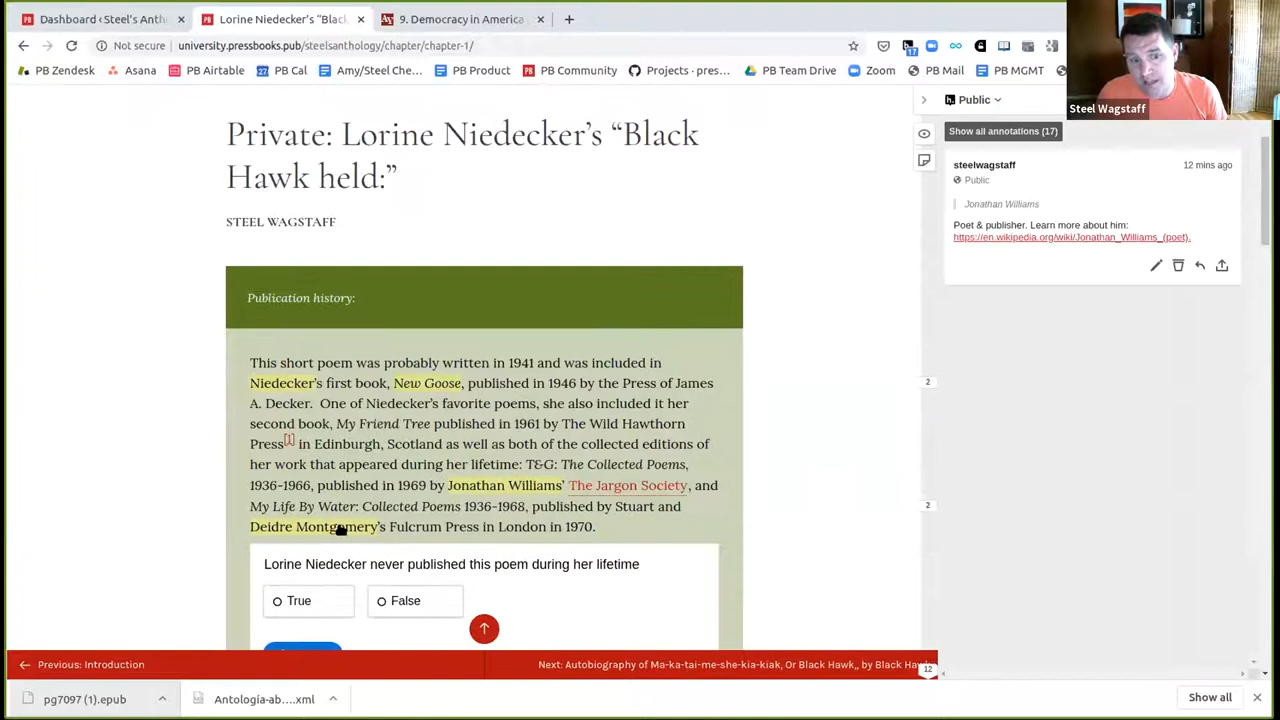 Dashboard ‹ Steel's Anth
Lorine Niedecker's "Black
9. Democracy in America
Not secure
university.pressbooks.pub/steelsanthology/chapter/chapter-1/
17
PB Zendesk
Asana
PB Airtable
27
PB Cal
Amy/Steel Che...
PB Product
PB Community
Projects · pres...
PB Team Drive
Zoom
PB Mail
PB MGMT
Steel Wagstaff
Public
Show all annotations (17)
steelwagstaff
12 mins ago
Public
Jonathan Williams
Poet & publisher. Learn more about him:
https://en.wikipedia.org/wiki/Jonathan_Williams_(poet).
Private: Lorine Niedecker's “Black
Hawk held:”
STEEL WAGSTAFF
Publication history:
This short poem was probably written in 1941 and was included in
Niedecker's first book, New Goose, published in 1946 by the Press of James
A. Decker. One of Niedecker's favorite poems, she also included it her
second book, My Friend Tree published in 1961 by The Wild Hawthorn
Press[1] in Edinburgh, Scotland as well as both of the collected editions of
her work that appeared during her lifetime: T&G: The Collected Poems,
1936-1966, published in 1969 by Jonathan Williams' The Jargon Society, and
My Life By Water: Collected Poems 1936-1968, published by Stuart and
Deidre Montgomery's Fulcrum Press in London in 1970.
2
2
12
Lorine Niedecker never published this poem during her lifetime
True
False
Previous: Introduction
Next: Autobiography of Ma-ka-tai-me-she-kia-kiak, Or Black Hawk,, by Black Haw
pg7097 (1).epub
Antología-ab....xml
Show all